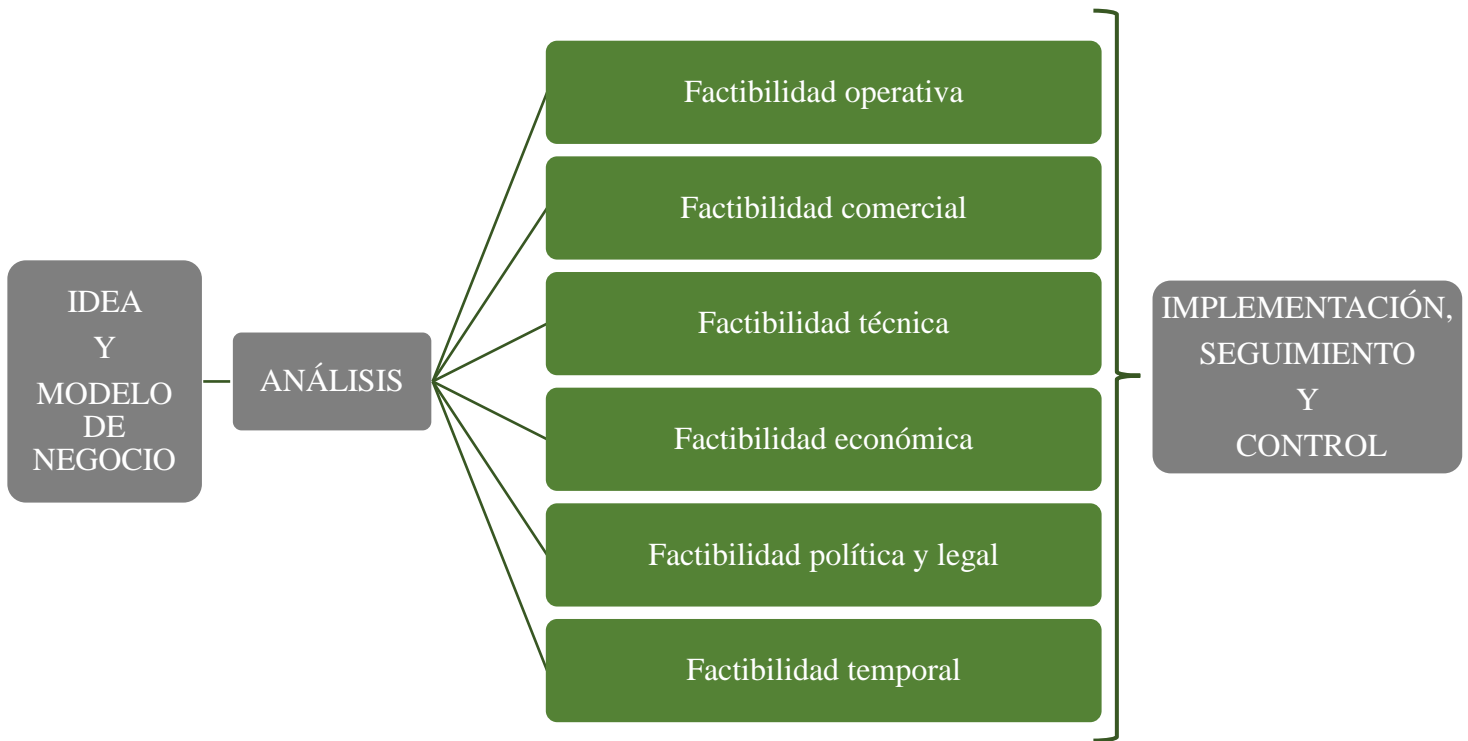 IDEA
Y
MODELO
DE
NEGOCIO
ANÁLISIS
Factibilidad operativa
Factibilidad comercial
Factibilidad técnica
Factibilidad económica
Factibilidad política y legal
Factibilidad temporal
IMPLEMENTACIÓN,
SEGUIMIENTO
Y
CONTROL